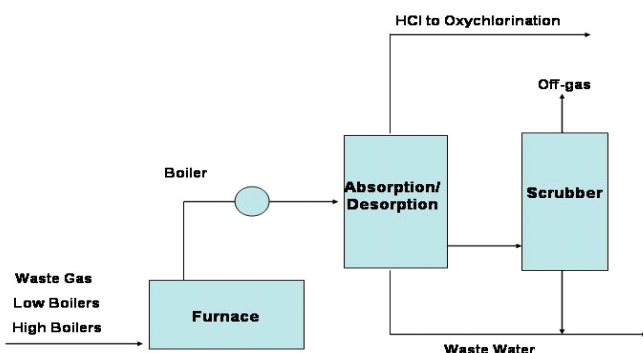 HCl to Oxychlorination
Off-gas
Boiler
Absorption/
Desorption
Scrubber
Waste Gas
Low Boilers
High Boilers
Furnace
Waste Water